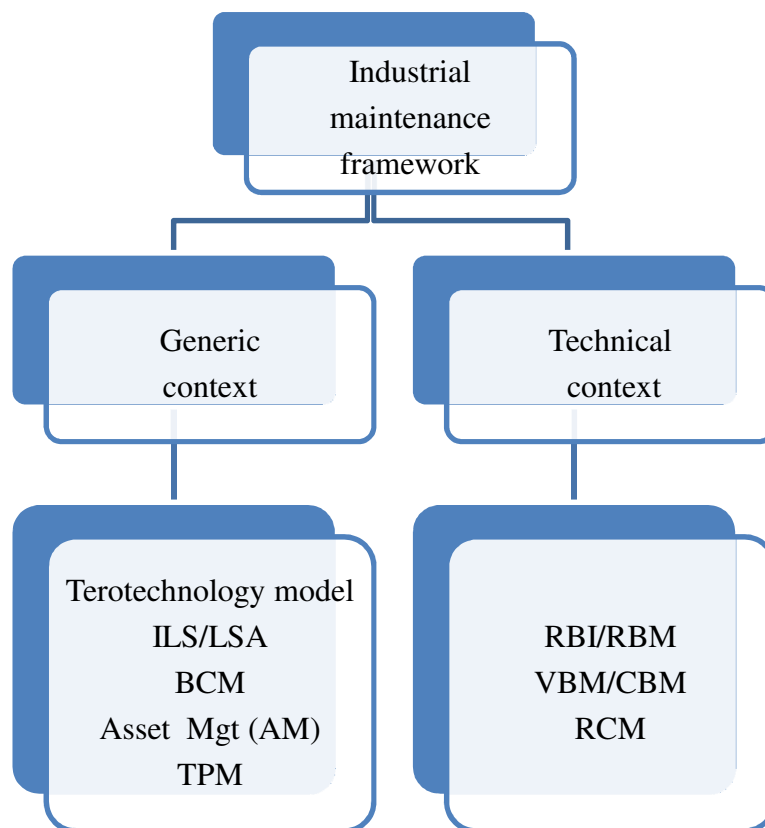 Industrial
maintenance
framework
Generic
context
Technical
context
Terotechnology model
ILS/LSA
BCM
Asset Mgt (AM)
TPM
RBI/RBM
VBM/CBM
RCM